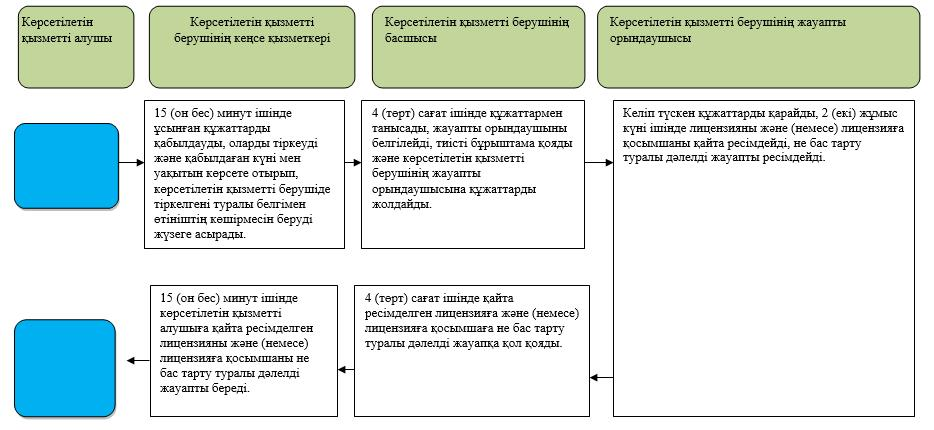 Көрсетілетін
қызметті алушы
Көрсетілетін қызметті
берушінің кеңсе қызметкері
Көрсетілетін қызметті берушінің
басшысы
Көрсетілетін қызметті берушінің жауапты
орындаушысы
15 (он бес) минут ішінде
ұсынған құжаттарды
қабылдауды, оларды тіркеуді
және қабылдаған күні мен
уақытын көрсете отырып,
көрсетілетін қызметті берушіде
тіркелгені туралы белгімен
өтініштің көшірмесін беруді
жүзеге асырады.
4 (төрт) сағат ішінде құжаттармен
танысады, жауапты орындаушыны
белгілейді, тиісті бұрыштама қояды
және көрсетілетін қызметті
берушінің жауапты
орындаушысына құжаттарды
жолдайды.
Келіп түскен құжаттарды қарайды, 2 (екі) жұмыс
күні ішінде лицензияны және (немесе) лицензияға
қосымшаны қайта ресімдейді, не бас тарту
туралы дәлелді жауапты ресімдейді.
15 (он бес) минут ішінде
көрсетілетін қызметті
алушыға қайта ресімделген
лицензияны және (немесе)
лицензияға қосымшаны не
бас тарту туралы дәлелді
жауапты береді.
4 (төрт) сағат ішінде қайта
ресімделген лицензияға және (немесе)
лицензияға қосымшаға не бас тарту
туралы дәлелді жауапқа қол қояды.